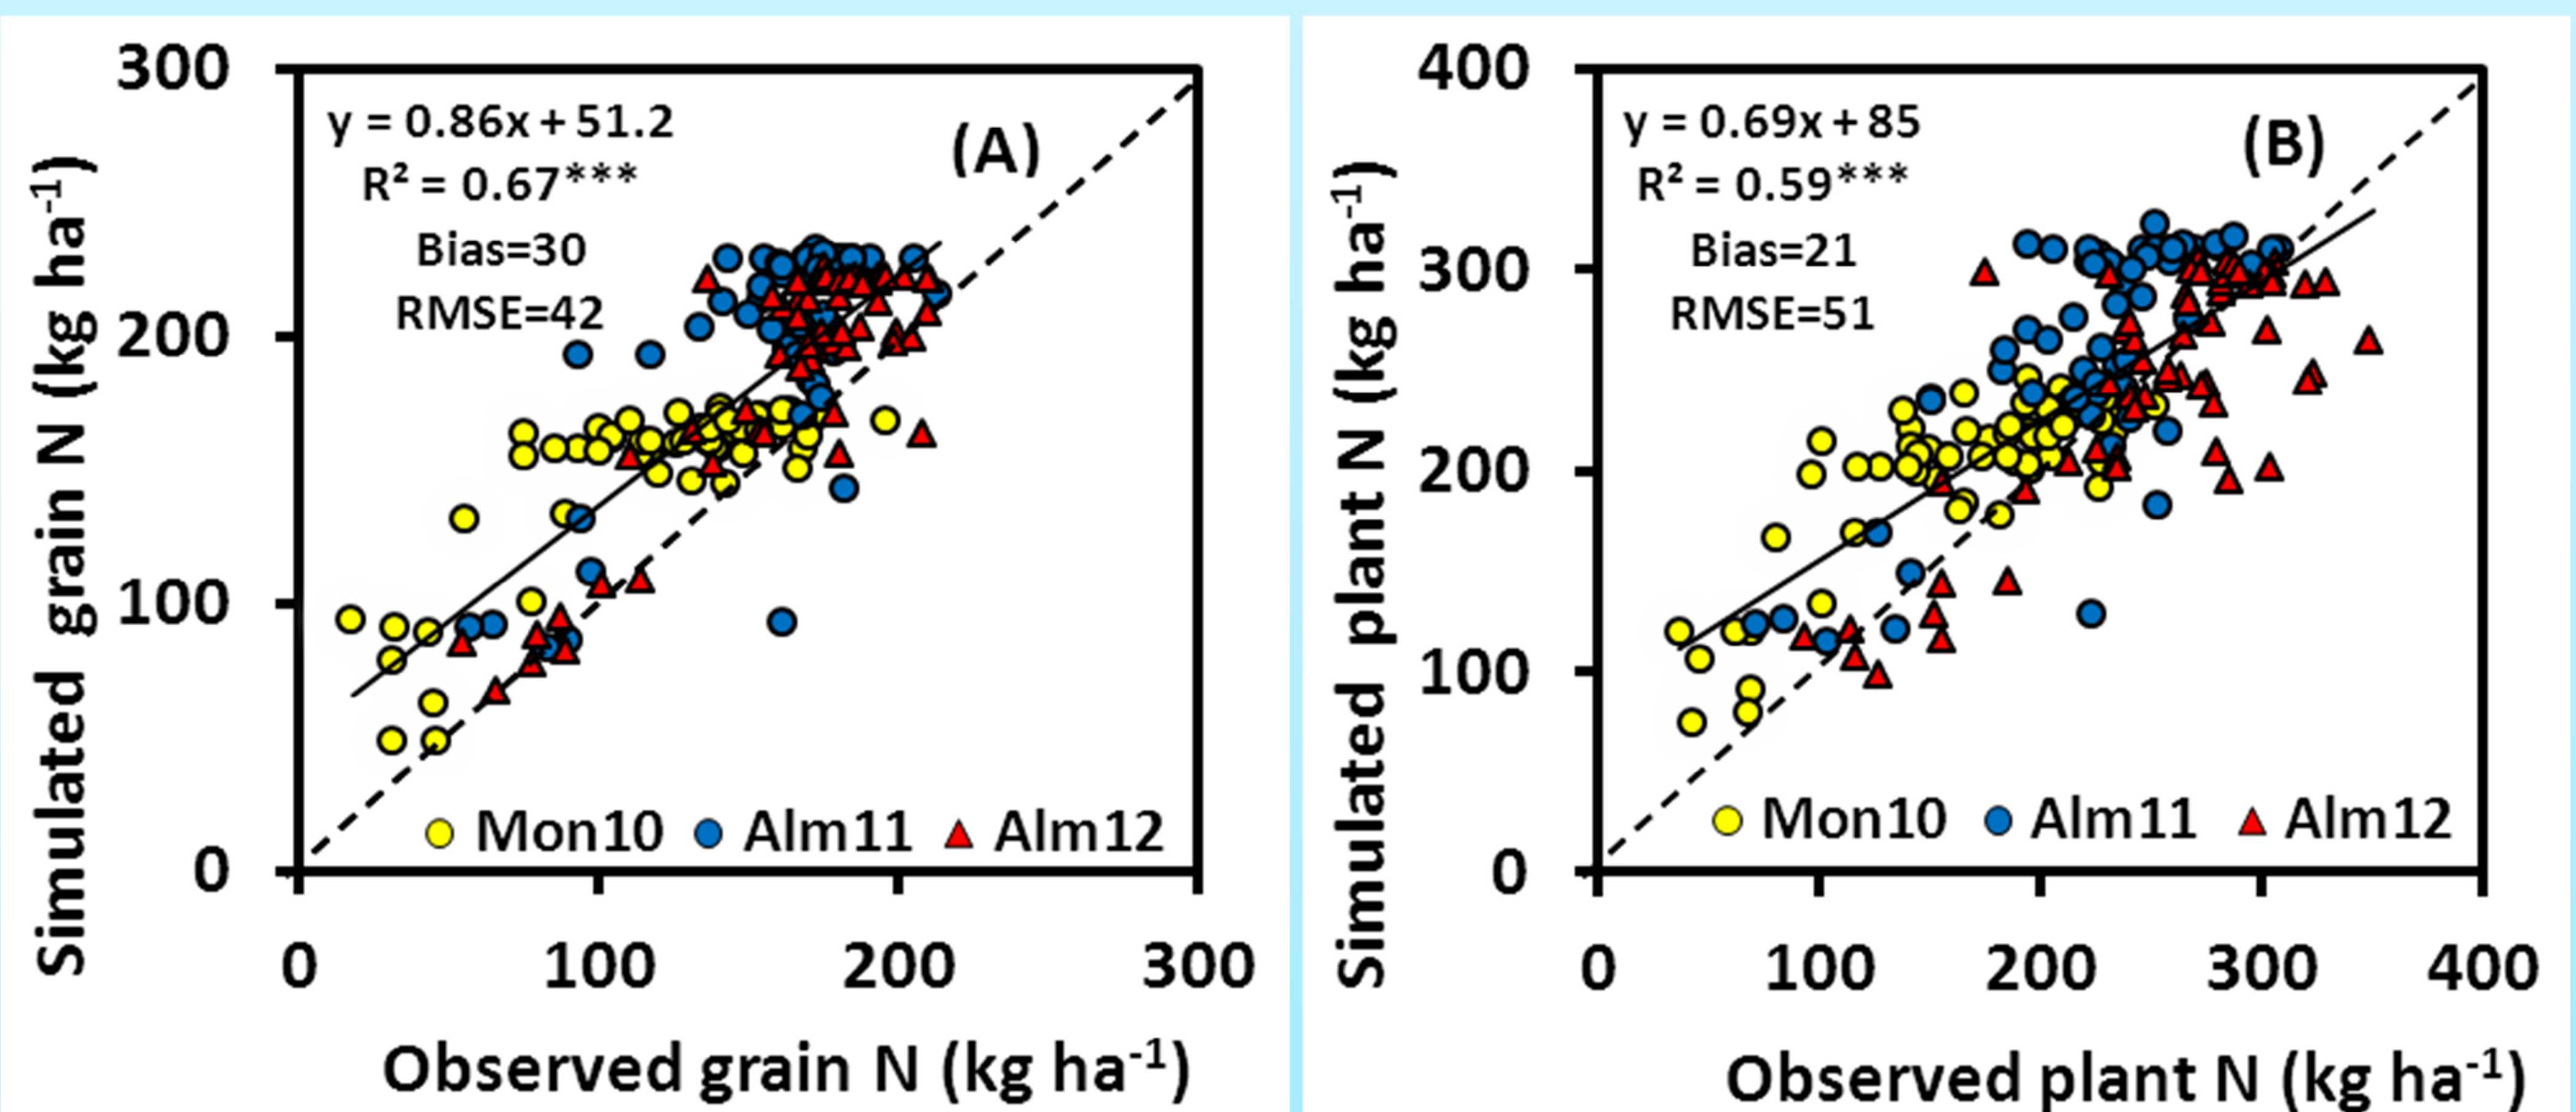 Simulated grain N (kg ha⁻¹)
300
200
100
0
y = 0.86x + 51.2
R² = 0.67***
Bias=30
RMSE=42
(A)
Mon10 Alm11 Alm12
0 100 200 300
Observed grain N (kg ha⁻¹)
Simulated plant N (kg ha⁻¹)
400
300
200
100
0
y = 0.69x + 85
R² = 0.59***
Bias=21
RMSE=51
(B)
Mon10 Alm11 Alm12
0 100 200 300 400
Observed plant N (kg ha⁻¹)